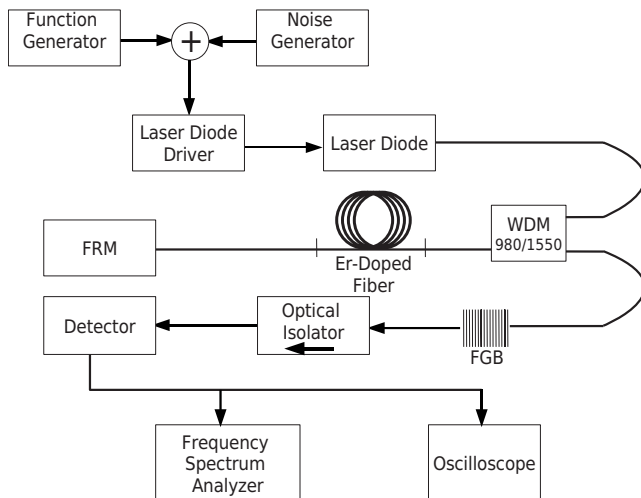 Function
Generator
Noise
Generator
+
Laser Diode
Driver
Laser Diode
WDM
980/1550
FRM
Er-Doped
Fiber
Detector
Optical
Isolator
FGB
Frequency
Spectrum
Analyzer
Oscilloscope